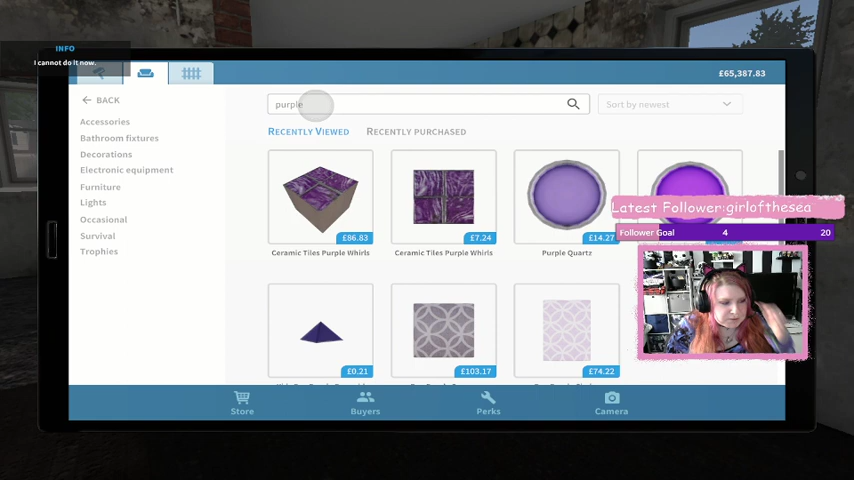 INFO
I cannot do it now.
£65,387.83
BACK
purple
Sort by newest
RECENTLY VIEWED
RECENTLY PURCHASED
Accessories
Bathroom fixtures
Decorations
Electronic equipment
Furniture
Lights
Occasional
Survival
Trophies
£86.83
£7.24
£14.27
Ceramic Tiles Purple Whirls
Ceramic Tiles Purple Whirls
Purple Quartz
Latest Follower:girlofthesea
Follower Goal 4 20
£0.21
£103.17
£74.22
Store
Buyers
Perks
Camera